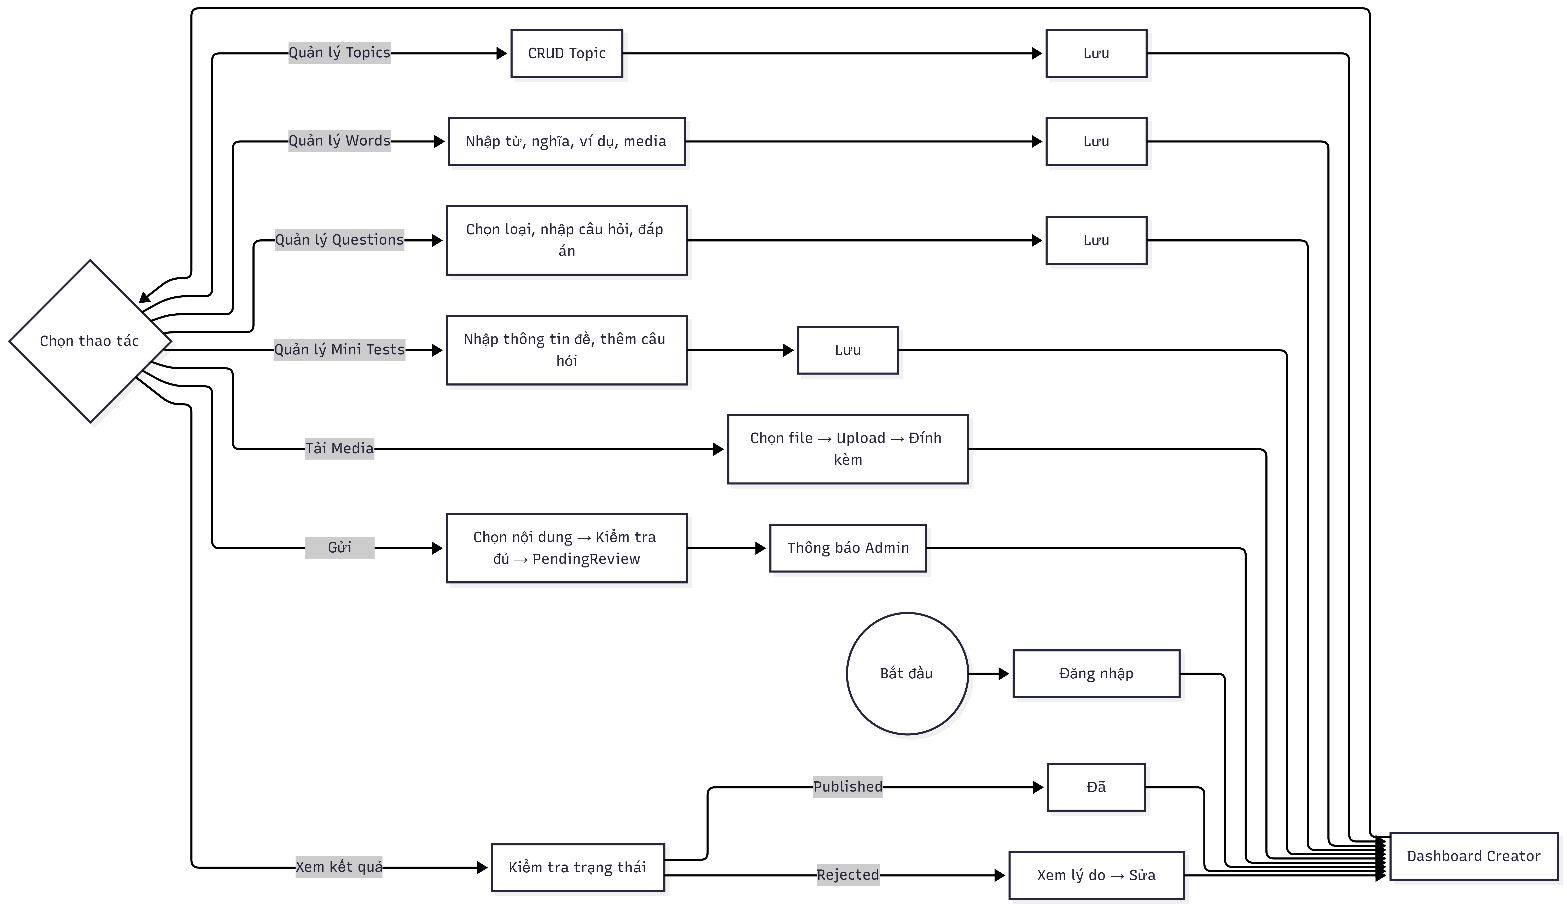 Quản lý Topics
CRUD Topic
Lưu
Quản lý Words
Nhập từ, nghĩa, ví dụ, media
Lưu
Quản lý Questions
Chọn loại, nhập câu hỏi, đáp
án
Lưu
Chọn thao tác
Quản lý Mini Tests
Nhập thông tin đề, thêm câu
hỏi
Lưu
Tải Media
Chọn file → Upload → Đính
kèm
Gửi
Chọn nội dung → Kiểm tra
đủ → PendingReview
Thông báo Admin
Bắt đầu
Đăng nhập
Published
Đã
Xem kết quả
Kiểm tra trạng thái
Rejected
Xem lý do → Sửa
Dashboard Creator